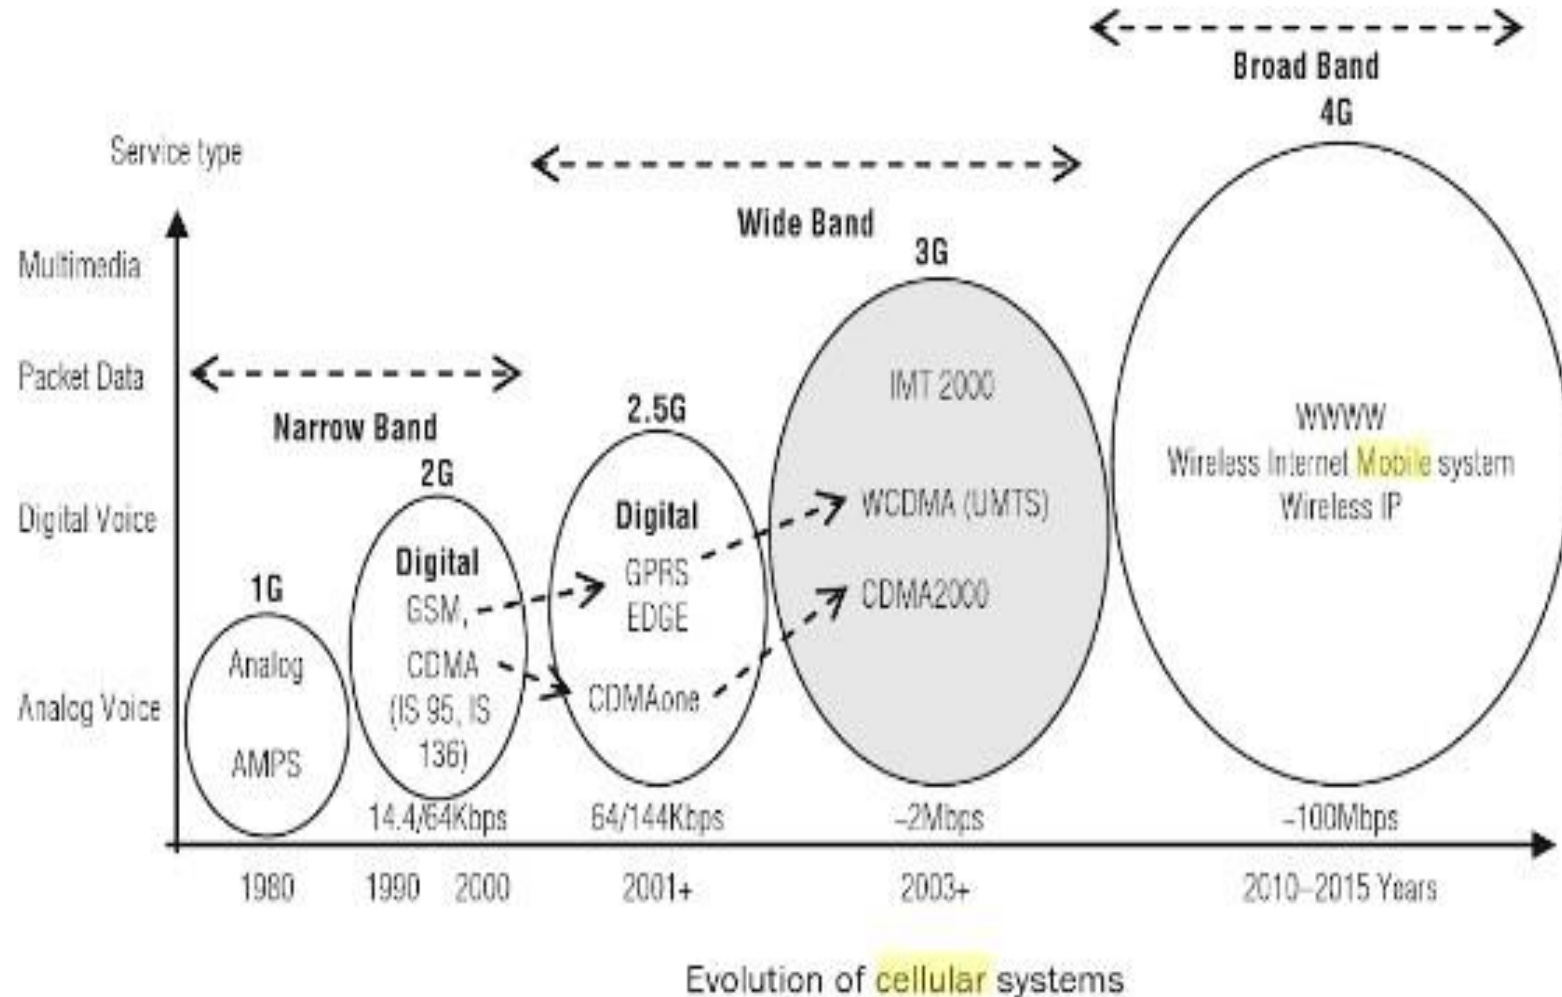 Broad Band
4G
Service type
Wide Band
3G
Multimedia
Packet Data
Narrow Band
2.5G
2G
IMT 2000
WWWW
Wireless Internet Mobile system
Wireless IP
Digital Voice
Digital
WCDMA (UMTS)
1G
Digital
GSM,
GPRS
EDGE
CDMA2000
Analog
CDMA
(IS 95, IS
136)
CDMAone
Analog Voice
AMPS
14.4/64Kbps
64/144Kbps
~2Mbps
~100Mbps
1980
1990
2000
2001+
2003+
2010–2015 Years
Evolution of cellular systems